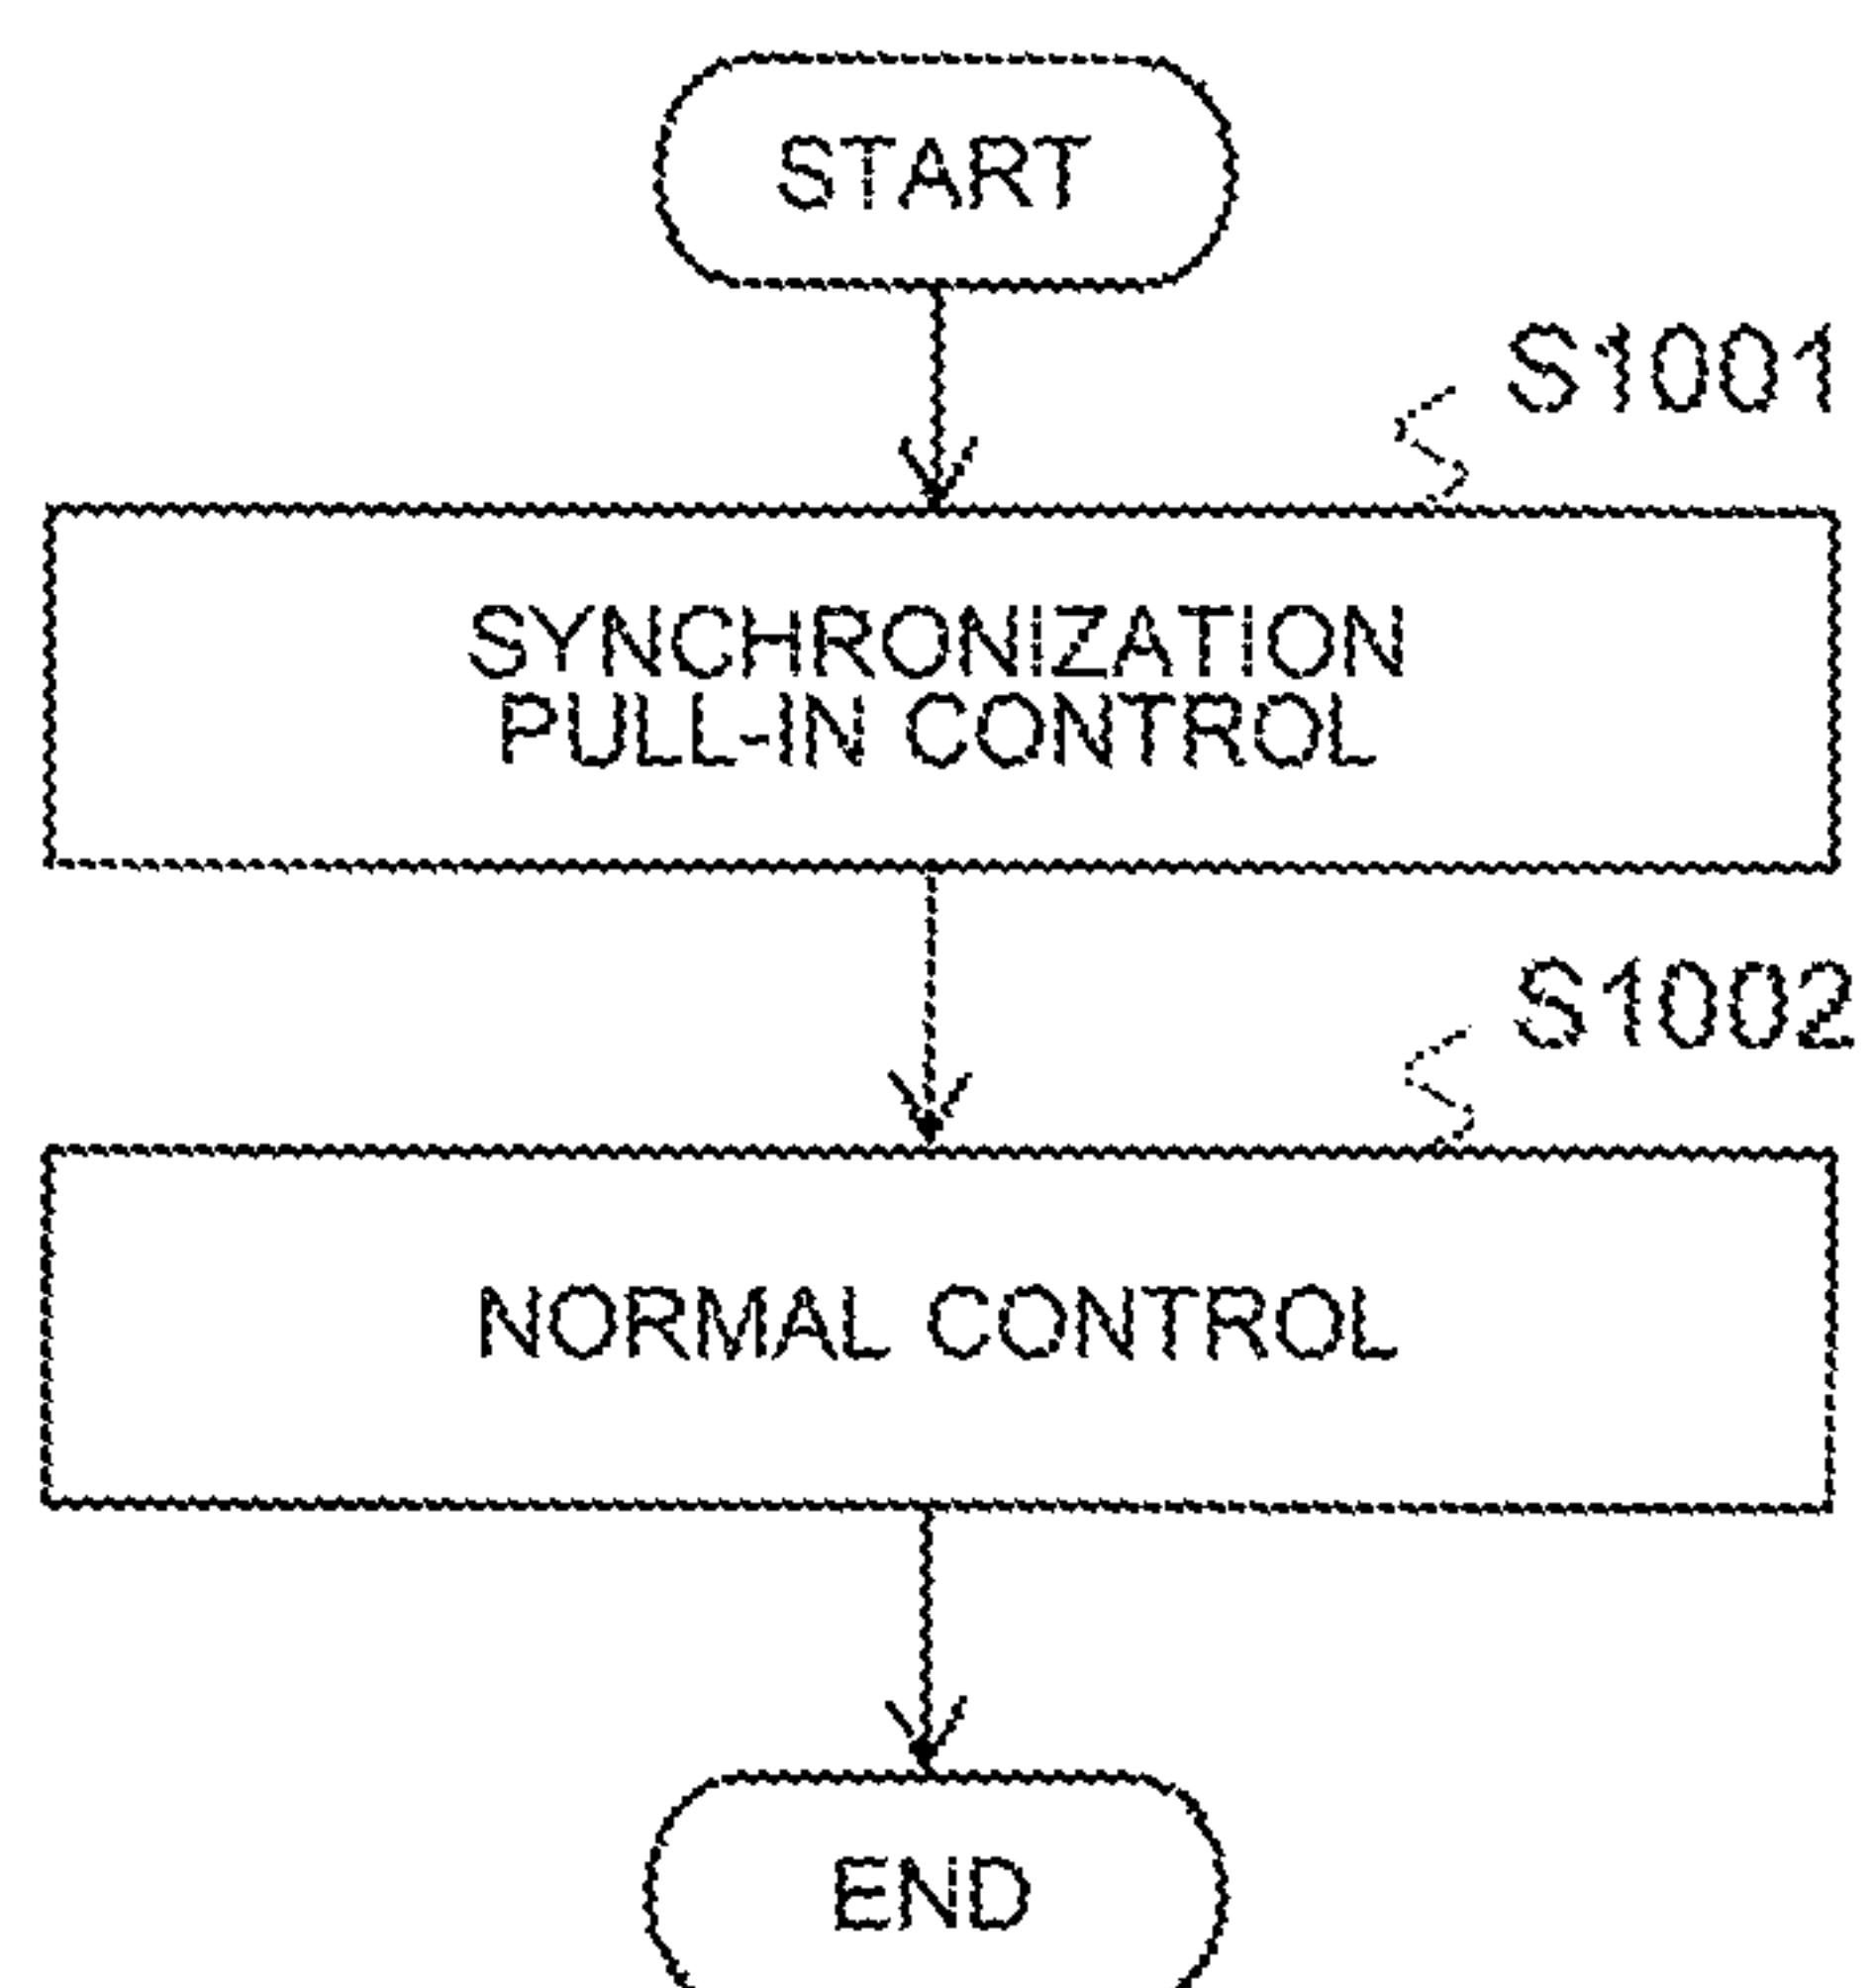 START
S1001
SYNCHRONIZATION
PULL-IN CONTROL
S1002
NORMAL CONTROL
END